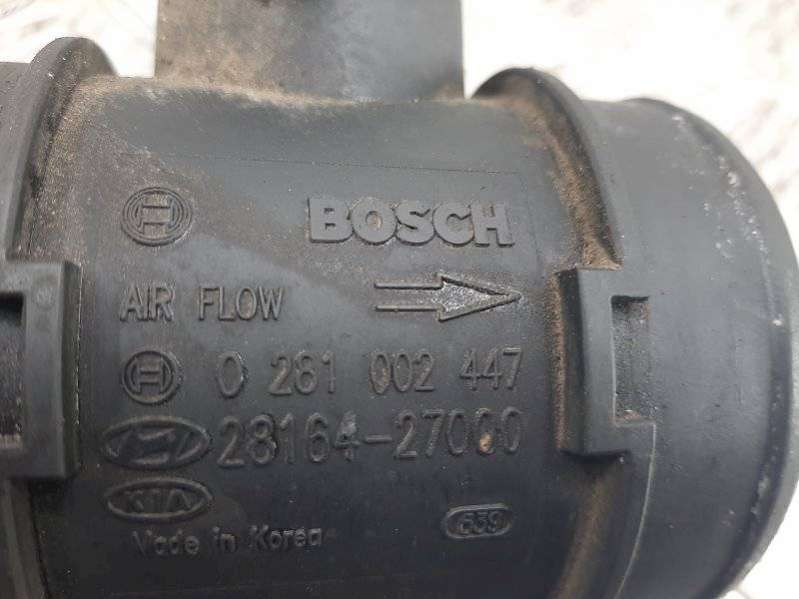 BOSCH
AIR FLOW
0 281 002 447
28164-27000
KIA
Made in Korea